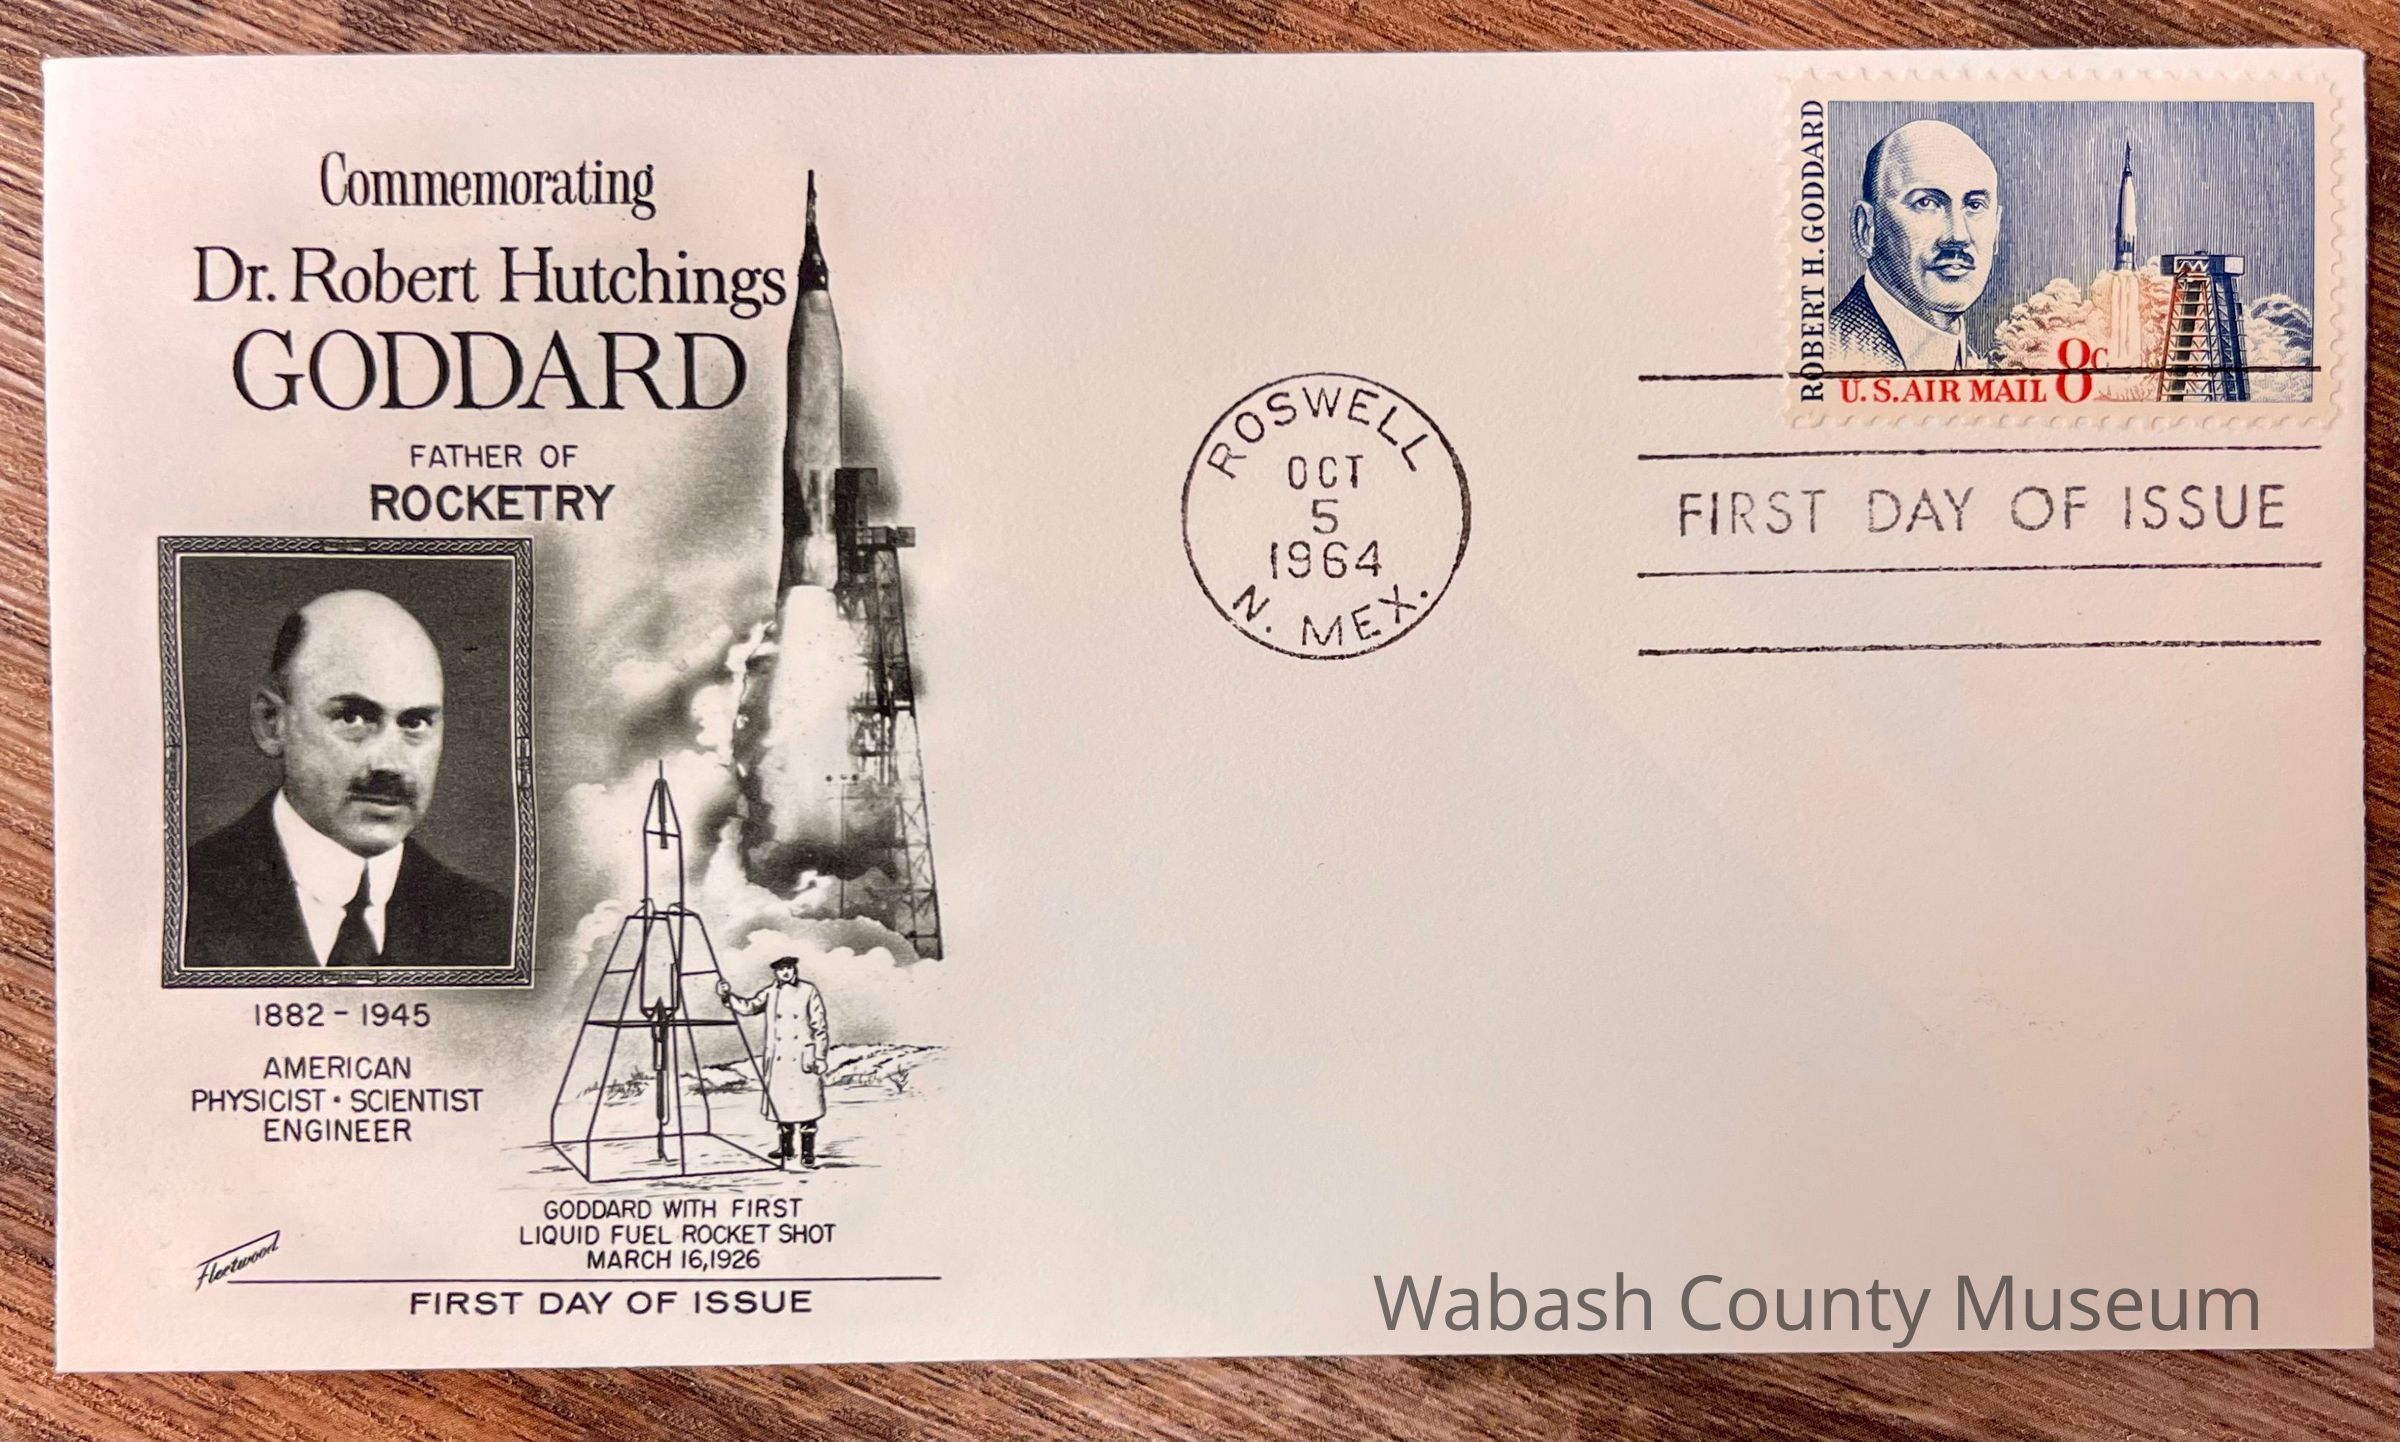 Commemorating
Dr. Robert Hutchings
GODDARD
FATHER OF
ROCKETRY
1882 - 1945
AMERICAN
PHYSICIST • SCIENTIST
ENGINEER
GODDARD WITH FIRST
LIQUID FUEL ROCKET SHOT
MARCH 16, 1926
Fleetwood
FIRST DAY OF ISSUE
ROSWELL
OCT
5
1964
N. MEX.
ROBERT H. GODDARD
U.S. AIR MAIL 8c
FIRST DAY OF ISSUE
Wabash County Museum